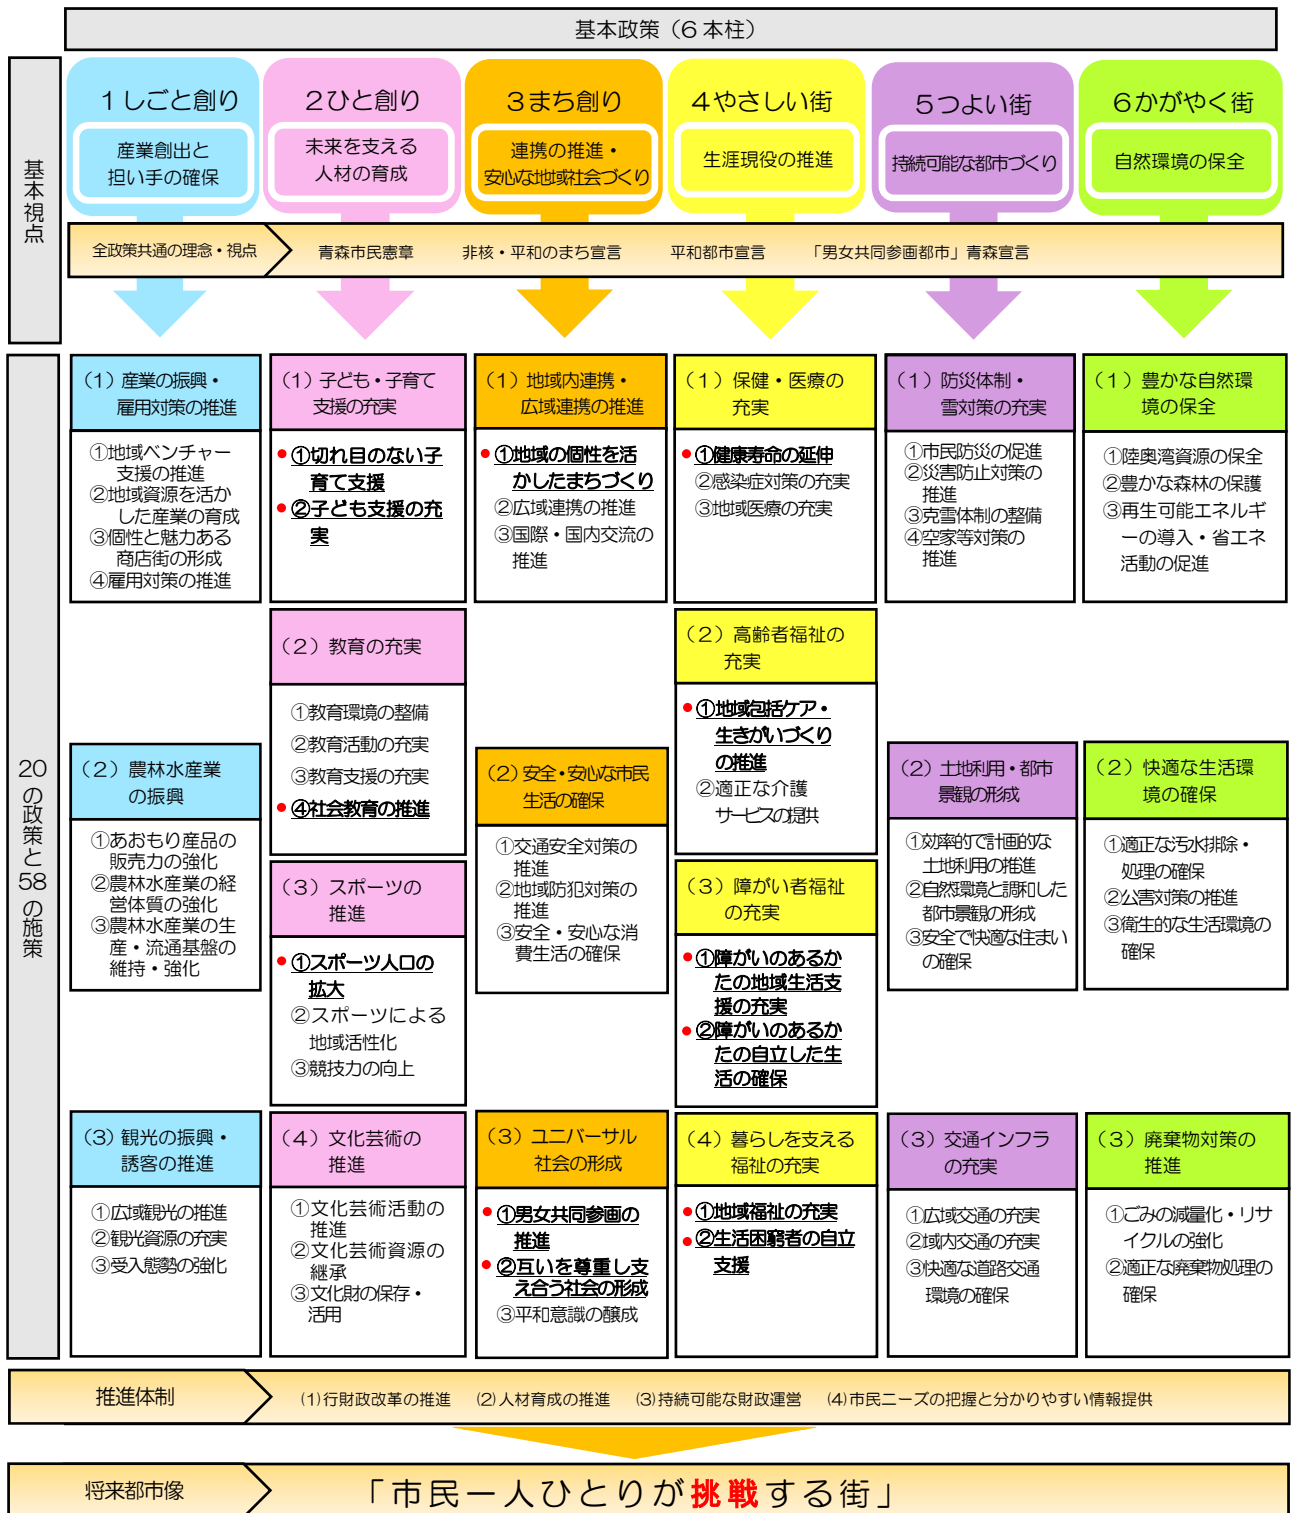 基本政策（６本柱）
基本視点
１しごと創り
産業創出と
担い手の確保
２ひと創り
未来を支える
人材の育成
３まち創り
連携の推進・
安心な地域社会づくり
４やさしい街
生涯現役の推進
５つよい街
持続可能な都市づくり
６かがやく街
自然環境の保全
全政策共通の理念・視点
青森市民憲章
非核・平和のまち宣言
平和都市宣言
「男女共同参画都市」青森宣言
20の政策と58の施策
（１）産業の振興・
雇用対策の推進
①地域ベンチャー
支援の推進
②地域資源を活か
した産業の育成
③個性と魅力ある
商店街の形成
④雇用対策の推進
（２）農林水産業
の振興
①あおもり産品の
販売力の強化
②農林水産業の経
営体質の強化
③農林水産業の生
産・流通基盤の
維持・強化
（３）観光の振興・
誘客の推進
①広域観光の推進
②観光資源の充実
③受入態勢の強化
（１）子ども・子育て
支援の充実
●①切れ目のない子
育て支援
●②子ども支援の充
実
（２）教育の充実
①教育環境の整備
②教育活動の充実
③教育支援の充実
●④社会教育の推進
（３）スポーツの
推進
●①スポーツ人口の
拡大
②スポーツによる
地域活性化
③競技力の向上
（４）文化芸術の
推進
①文化芸術活動の
推進
②文化芸術資源の
継承
③文化財の保存・
活用
（１）地域内連携・
広域連携の推進
●①地域の個性を活
かしたまちづくり
②広域連携の推進
③国際・国内交流の
推進
（２）安全・安心な市民
生活の確保
①交通安全対策の
推進
②地域防犯対策の
推進
③安全・安心な消
費生活の確保
（３）ユニバーサル
社会の形成
●①男女共同参画の
推進
●②互いを尊重し支
え合う社会の形成
③平和意識の醸成
（１）保健・医療の
充実
●①健康寿命の延伸
②感染症対策の充実
③地域医療の充実
（２）高齢者福祉の
充実
●①地域包括ケア・
生きがいづくり
の推進
②適正な介護
サービスの提供
（３）障がい者福祉
の充実
●①障がいのあるか
たの地域生活支
援の充実
●②障がいのあるか
たの自立した生
活の確保
（４）暮らしを支える
福祉の充実
●①地域福祉の充実
●②生活困窮者の自立
支援
（１）防災体制・
雪対策の充実
①市民防災の促進
②災害防止対策の
推進
③克雪体制の整備
④空家等対策の
推進
（２）土地利用・都市
景観の形成
①効率的で計画的な
土地利用の推進
②自然環境と調和した
都市景観の形成
③安全で快適な住まい
の確保
（３）交通インフラ
の充実
①広域交通の充実
②域内交通の充実
③快適な道路交通
環境の確保
（１）豊かな自然環
境の保全
①陸奥湾資源の保全
②豊かな森林の保護
③再生可能エネルギ
ーの導入・省エネ
活動の促進
（２）快適な生活環
境の確保
①適正な汚水排除・
処理の確保
②公害対策の推進
③衛生的な生活環境の
確保
（３）廃棄物対策の
推進
①ごみの減量化・リサ
イクルの強化
②適正な廃棄物処理の
確保
推進体制
⑴行財政改革の推進　⑵人材育成の推進　⑶持続可能な財政運営　⑷市民ニーズの把握と分かりやすい情報提供
将来都市像
「市民一人ひとりが挑戦する街」